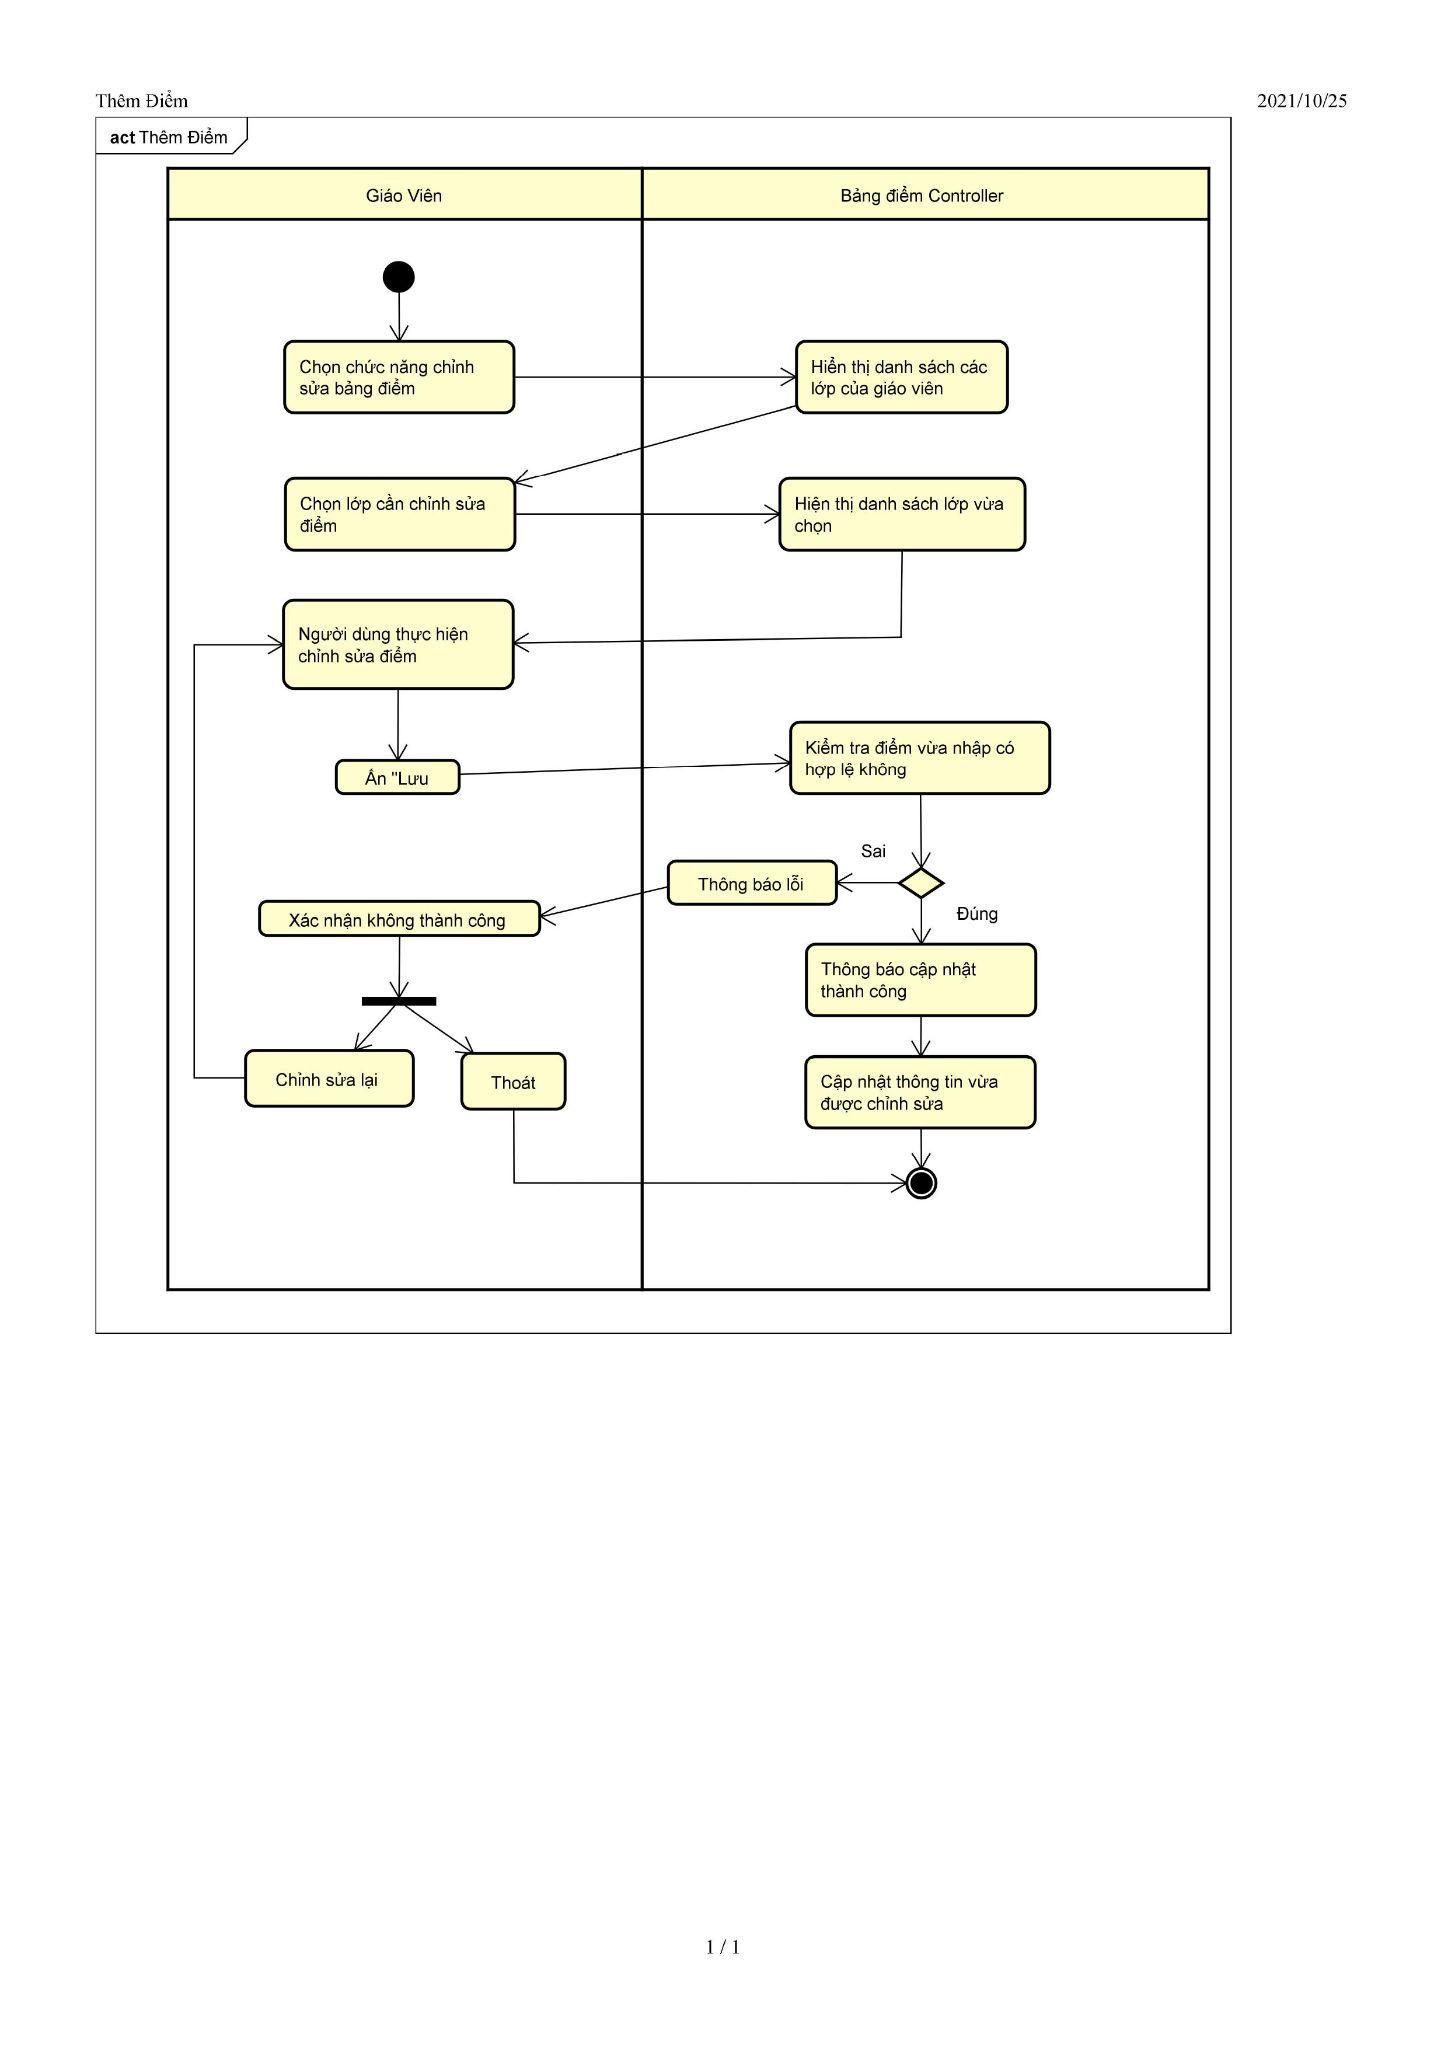 Thêm Điểm
2021/10/25
act Thêm Điểm
Giáo Viên
Bảng điểm Controller
Chọn chức năng chỉnh
sửa bảng điểm
Hiển thị danh sách các
lớp của giáo viên
Chọn lớp cần chỉnh sửa
điểm
Hiện thị danh sách lớp vừa
chọn
Người dùng thực hiện
chỉnh sửa điểm
Ấn "Lưu
Kiểm tra điểm vừa nhập có
hợp lệ không
Sai
Thông báo lỗi
Đúng
Xác nhận không thành công
Thông báo cập nhật
thành công
Chỉnh sửa lại
Thoát
Cập nhật thông tin vừa
được chỉnh sửa
1 / 1